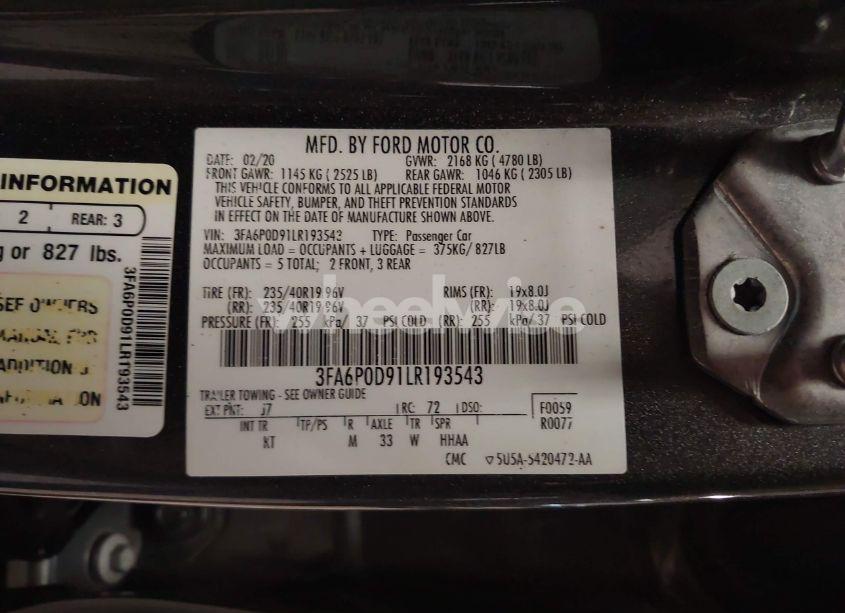 MFD. BY FORD MOTOR CO.
DATE: 02/20 GVWR: 2168 KG ( 4780 LB)
FRONT GAWR: 1145 KG ( 2525 LB) REAR GAWR: 1046 KG ( 2305 LB)
THIS VEHICLE CONFORMS TO ALL APPLICABLE FEDERAL MOTOR
VEHICLE SAFETY, BUMPER, AND THEFT PREVENTION STANDARDS
IN EFFECT ON THE DATE OF MANUFACTURE SHOWN ABOVE.
VIN: 3FA6P0D91LR193543 TYPE: Passenger Car
MAXIMUM LOAD = OCCUPANTS + LUGGAGE = 375KG/827LB
OCCUPANTS = 5 TOTAL; 2 FRONT, 3 REAR
TIRE (FR): 235/40R19 96V RIMS (FR): 19x8.0J
(RR): 235/40R19 96V (RR): 19x8.0J
PRESSURE (FR): 255 kPa/ 37 PSI COLD (RR): 255 kPa/ 37 PSI COLD
3FA6P0D91LR193543
TRAILER TOWING - SEE OWNER GUIDE
EXT PNT: J7 RC: 72 DSO: F0059
R0077
INT TR TP/PS R AXLE TR SPR
KT M 33 W HHAA
CMC 5U5A-5420472-AA
INFORMATION
2 REAR: 3
g or 827 lbs.
3FA6P0D91LR193543
ADDITION
wheelwise